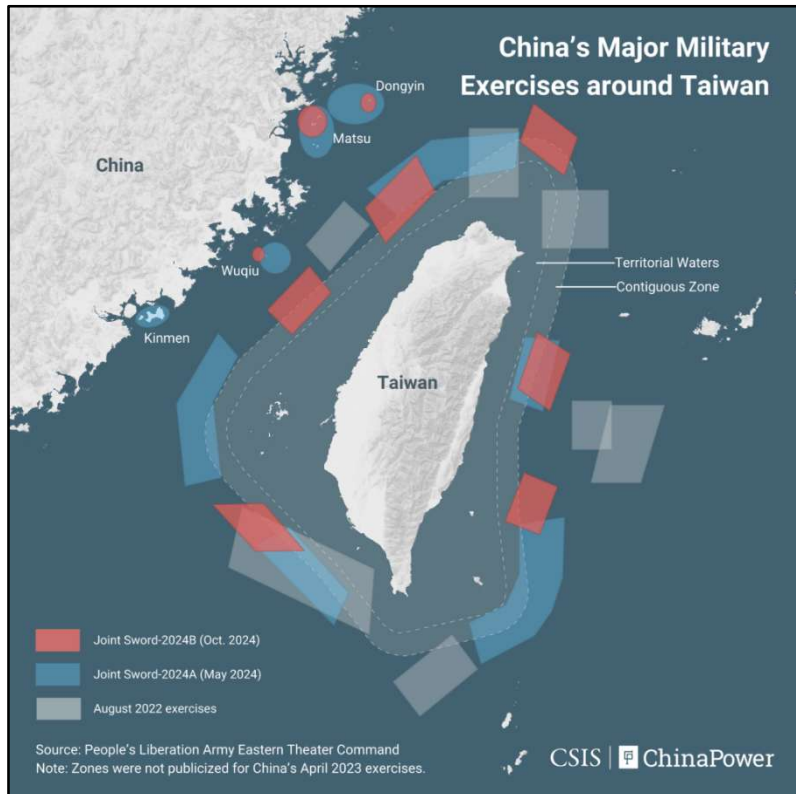 China's Major Military
Exercises around Taiwan
Dongyin
Matsu
China
Territorial Waters
Wuqiu
Contiguous Zone
Kinmen
Taiwan
Joint Sword-2024B (Oct. 2024)
Joint Sword-2024A (May 2024)
August 2022 exercises
Source: People's Liberation Army Eastern Theater Command
Note: Zones were not publicized for China's April 2023 exercises.
CSIS | ChinaPower